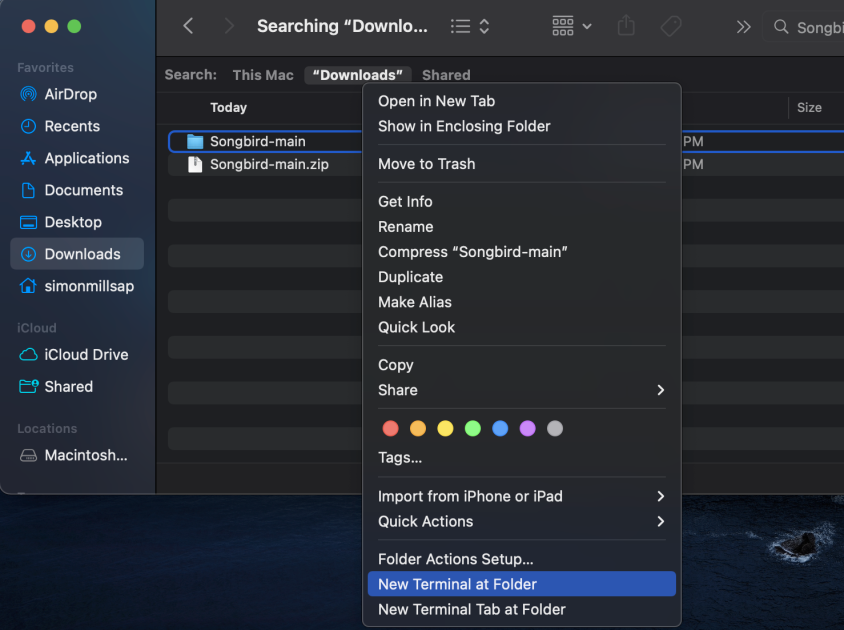 Searching “Downlo...
Songbi
Favorites
AirDrop
Recents
Applications
Documents
Desktop
Downloads
simonmillsap
iCloud
iCloud Drive
Shared
Locations
Macintosh...
Search: This Mac “Downloads” Shared
Today
Size
Songbird-main
PM
Songbird-main.zip
PM
Open in New Tab
Show in Enclosing Folder
Move to Trash
Get Info
Rename
Compress “Songbird-main”
Duplicate
Make Alias
Quick Look
Copy
Share
Tags...
Import from iPhone or iPad
Quick Actions
Folder Actions Setup...
New Terminal at Folder
New Terminal Tab at Folder